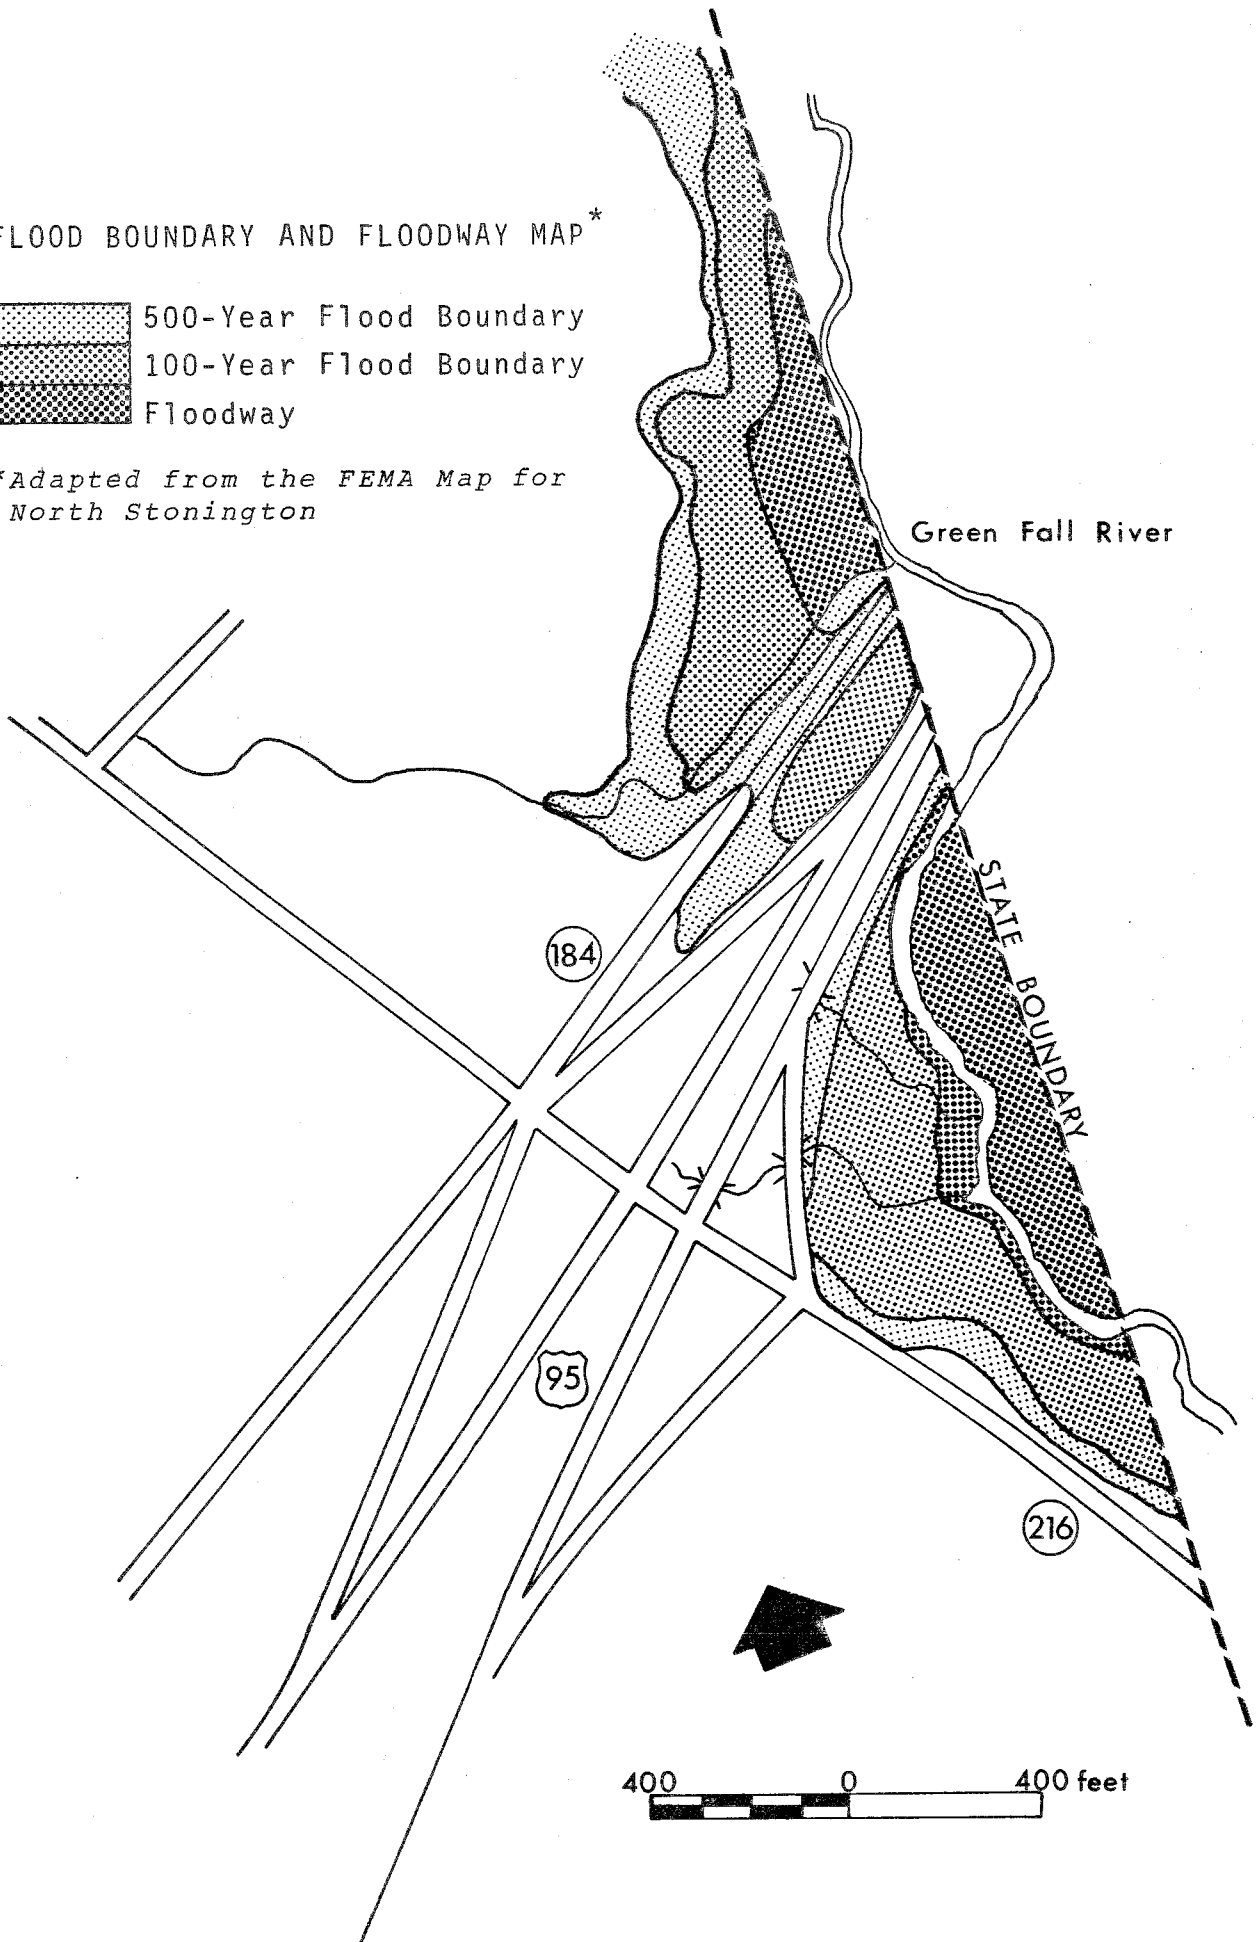 FLOOD BOUNDARY AND FLOODWAY MAP*
500-Year Flood Boundary
100-Year Flood Boundary
Floodway
*Adapted from the FEMA Map for
North Stonington
Green Fall River
STATE BOUNDARY
184
95
216
400 0 400 feet